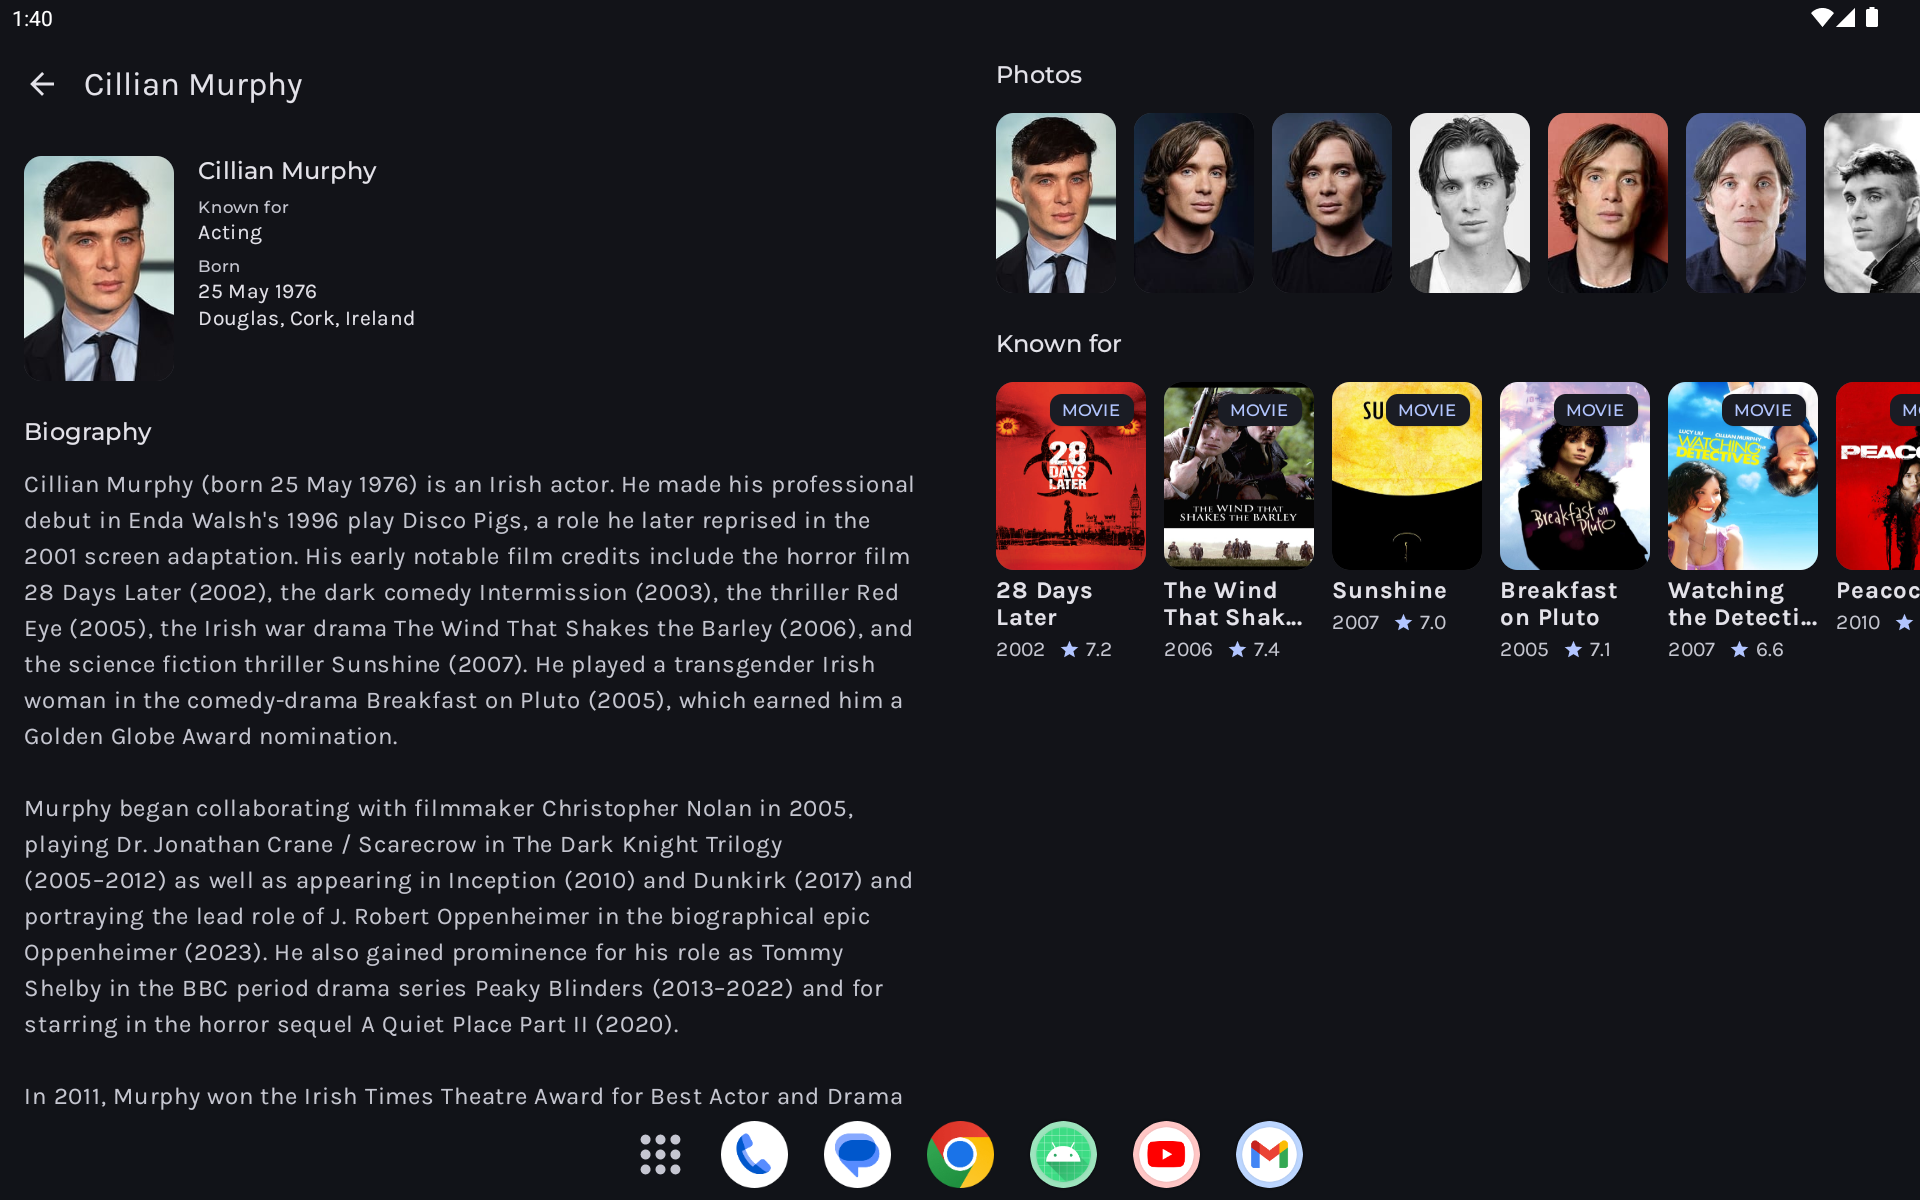 1:40
Cillian Murphy
Cillian Murphy
Known for
Acting
Born
25 May 1976
Douglas, Cork, Ireland
Biography
Cillian Murphy (born 25 May 1976) is an Irish actor. He made his professional
debut in Enda Walsh's 1996 play Disco Pigs, a role he later reprised in the
2001 screen adaptation. His early notable film credits include the horror film
28 Days Later (2002), the dark comedy Intermission (2003), the thriller Red
Eye (2005), the Irish war drama The Wind That Shakes the Barley (2006), and
the science fiction thriller Sunshine (2007). He played a transgender Irish
woman in the comedy-drama Breakfast on Pluto (2005), which earned him a
Golden Globe Award nomination.
Murphy began collaborating with filmmaker Christopher Nolan in 2005,
playing Dr. Jonathan Crane / Scarecrow in The Dark Knight Trilogy
(2005–2012) as well as appearing in Inception (2010) and Dunkirk (2017) and
portraying the lead role of J. Robert Oppenheimer in the biographical epic
Oppenheimer (2023). He also gained prominence for his role as Tommy
Shelby in the BBC period drama series Peaky Blinders (2013–2022) and for
starring in the horror sequel A Quiet Place Part II (2020).
In 2011, Murphy won the Irish Times Theatre Award for Best Actor and Drama
Photos
Known for
MOVIE
28
DAYS
LATER
28 Days
Later
2002 ★ 7.2
MOVIE
THE WIND THAT
SHAKES THE BARLEY
The Wind
That Shak...
2006 ★ 7.4
SU
MOVIE
Sunshine
2007 ★ 7.0
MOVIE
Breakfast on
Pluto
Breakfast
on Pluto
2005 ★ 7.1
MOVIE
LUCY LIU CILLIAN MURPHY
WATCHING
THE DETECTIVES
Watching
the Detecti...
2007 ★ 6.6
M
PEAC
Peacoc
2010 ★